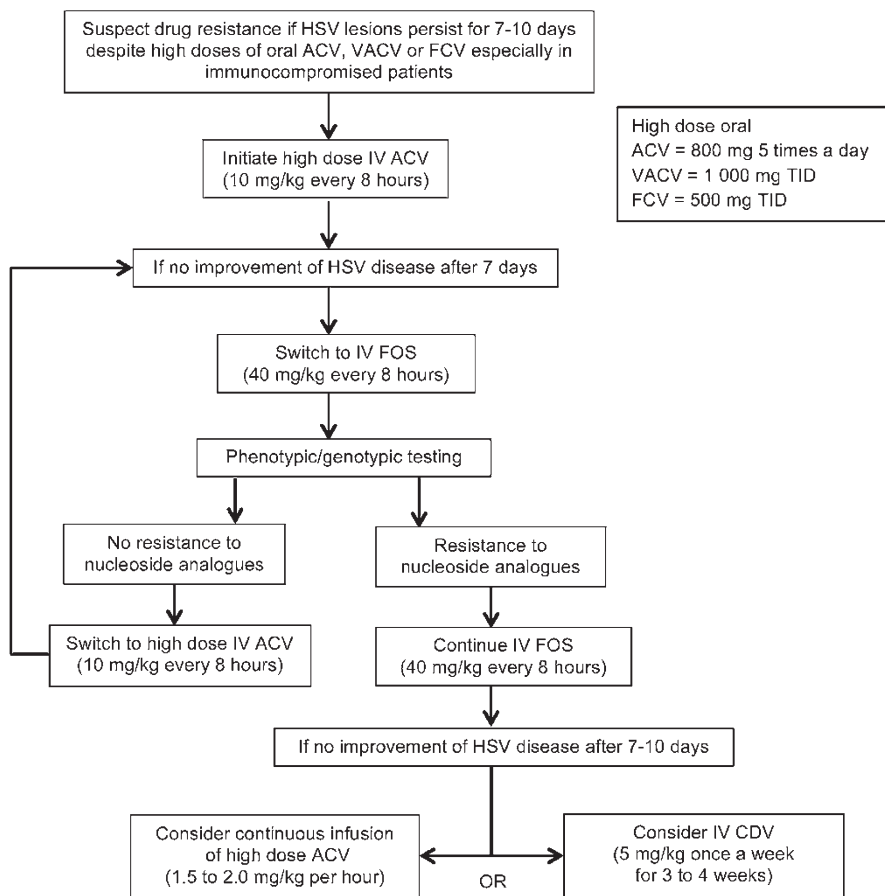 Suspect drug resistance if HSV lesions persist for 7-10 days
despite high doses of oral ACV, VACV or FCV especially in
immunocompromised patients
High dose oral
ACV = 800 mg 5 times a day
VACV = 1 000 mg TID
FCV = 500 mg TID
Initiate high dose IV ACV
(10 mg/kg every 8 hours)
If no improvement of HSV disease after 7 days
Switch to IV FOS
(40 mg/kg every 8 hours)
Phenotypic/genotypic testing
No resistance to
nucleoside analogues
Resistance to
nucleoside analogues
Switch to high dose IV ACV
(10 mg/kg every 8 hours)
Continue IV FOS
(40 mg/kg every 8 hours)
If no improvement of HSV disease after 7-10 days
Consider continuous infusion
of high dose ACV
(1.5 to 2.0 mg/kg per hour)
OR
Consider IV CDV
(5 mg/kg once a week
for 3 to 4 weeks)